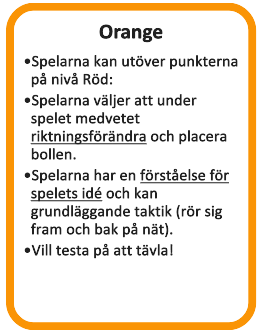 Orange
•Spelarna kan utöver punkterna
på nivå Röd:
•Spelarna väljer att under
spelet medvetet
riktningsförändra och placera
bollen.
•Spelarna har en förståelse för
spelets idé och kan
grundläggande taktik (rör sig
fram och bak på nät).
•Vill testa på att tävla!